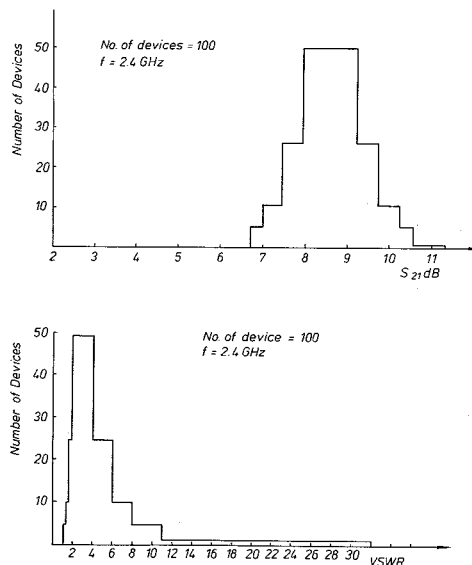 Number of Devices
50
40
30
20
10
No. of devices = 100
f = 2.4 GHz
2 3 4 5 6 7 8 9 10 11
S21 dB
Number of Devices
50
40
30
20
10
No. of device = 100
f = 2.4 GHz
2 4 6 8 10 12 14 16 18 20 22 24 26 28 30
VSWR